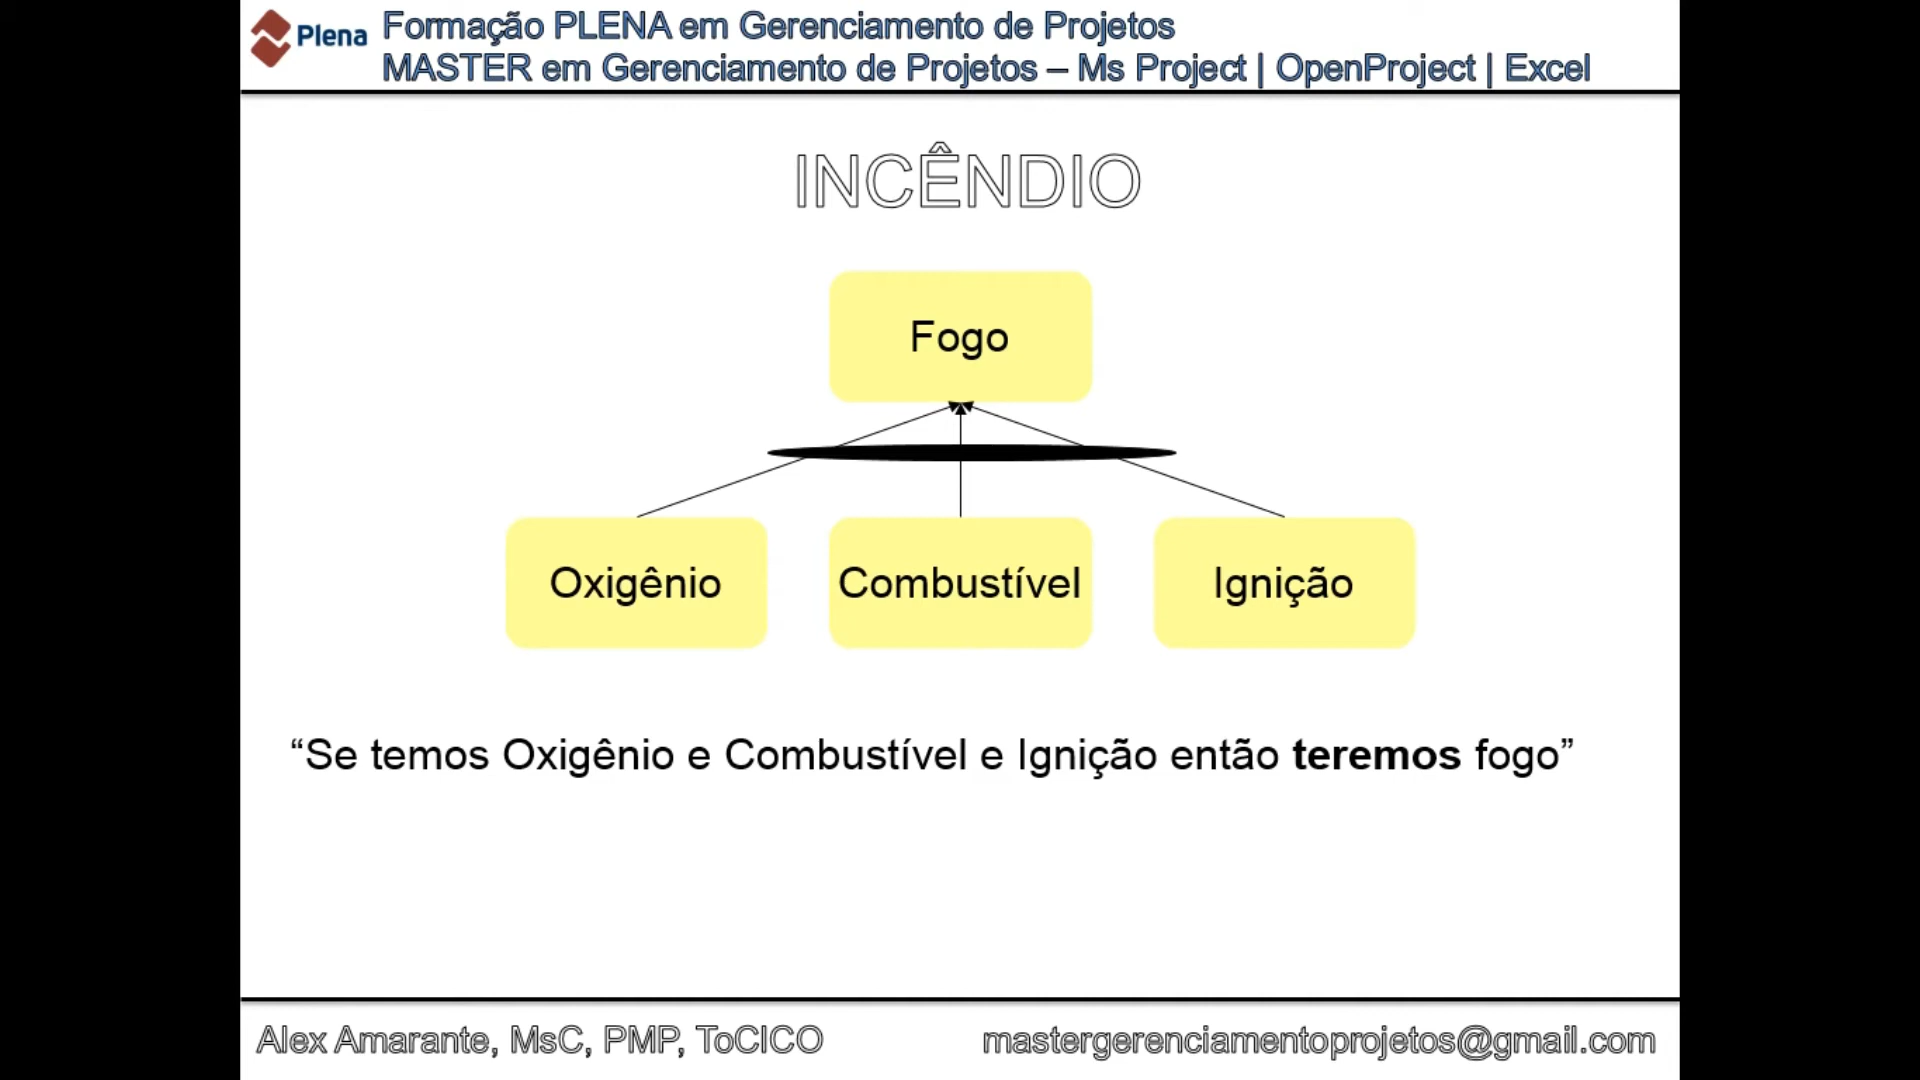 Plena
Formação PLENA em Gerenciamento de Projetos
MASTER em Gerenciamento de Projetos – Ms Project | OpenProject | Excel
INCÊNDIO
Fogo
Oxigênio
Combustível
Ignição
“Se temos Oxigênio e Combustível e Ignição então teremos fogo”
Alex Amarante, MsC, PMP, ToCICO
mastergerenciamentoprojetos@gmail.com